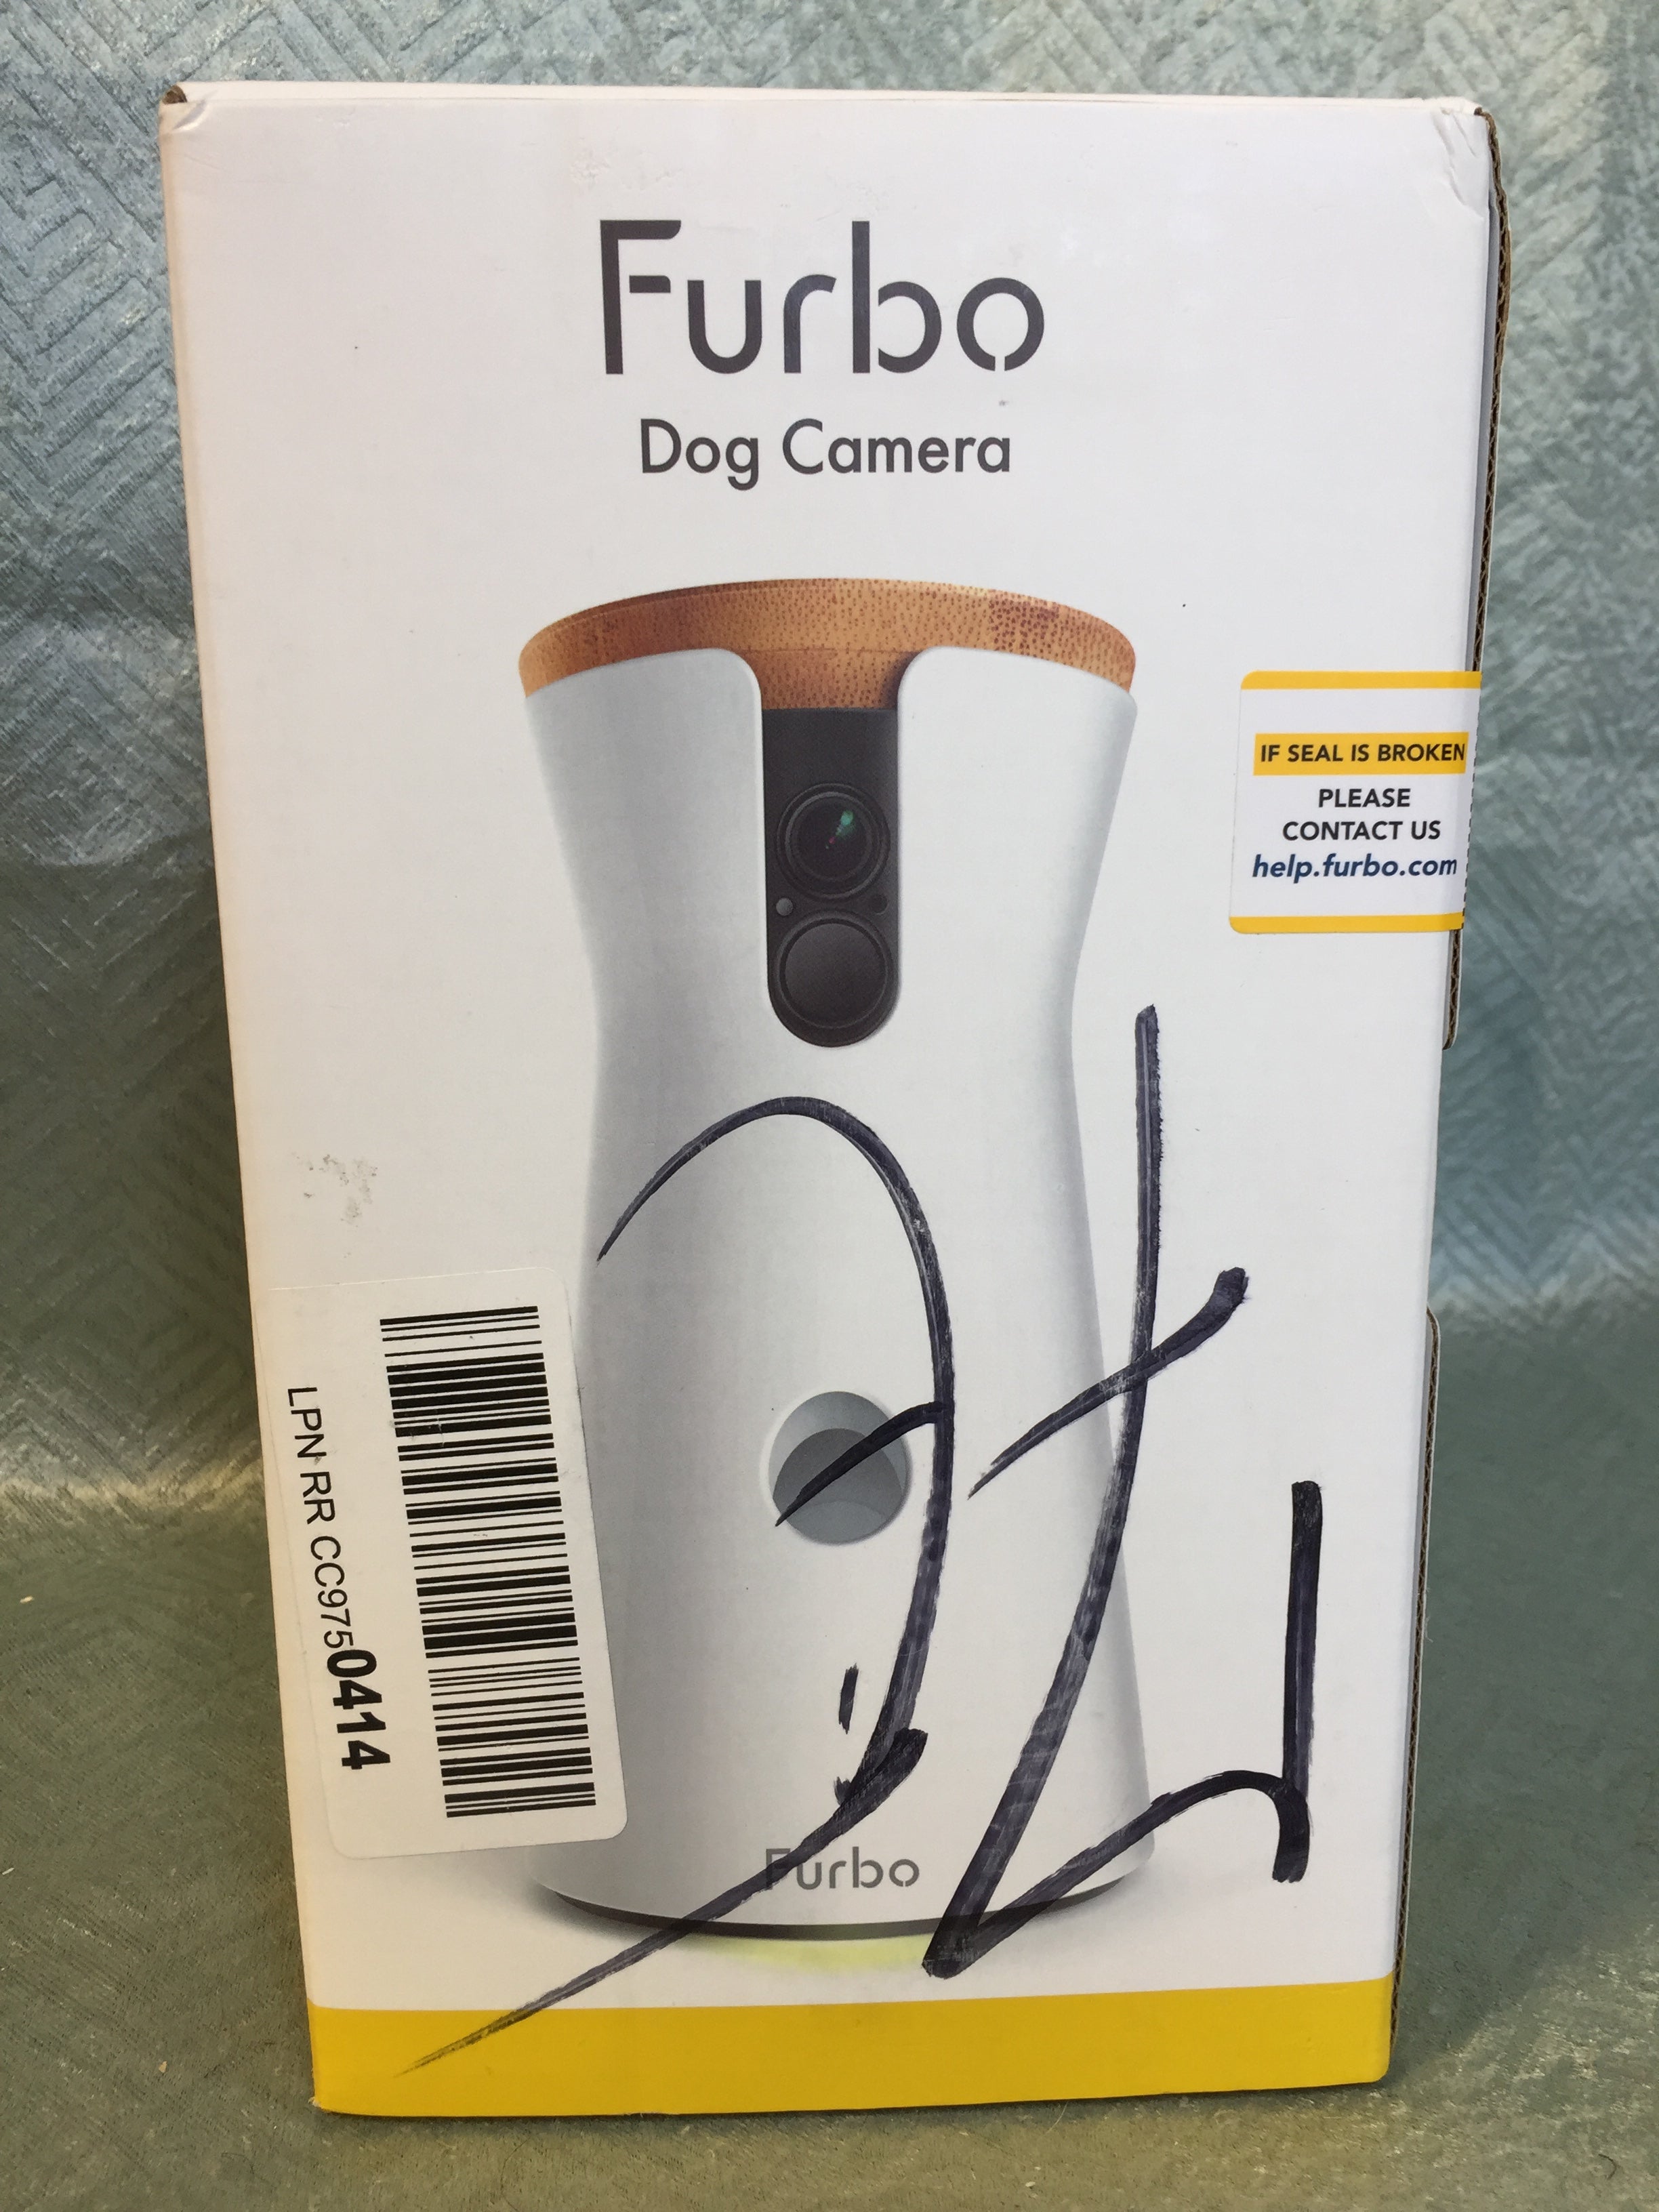 Furbo
Dog Camera
IF SEAL IS BROKEN
PLEASE
CONTACT US
help.furbo.com
LPN RR CC9750414
Furbo